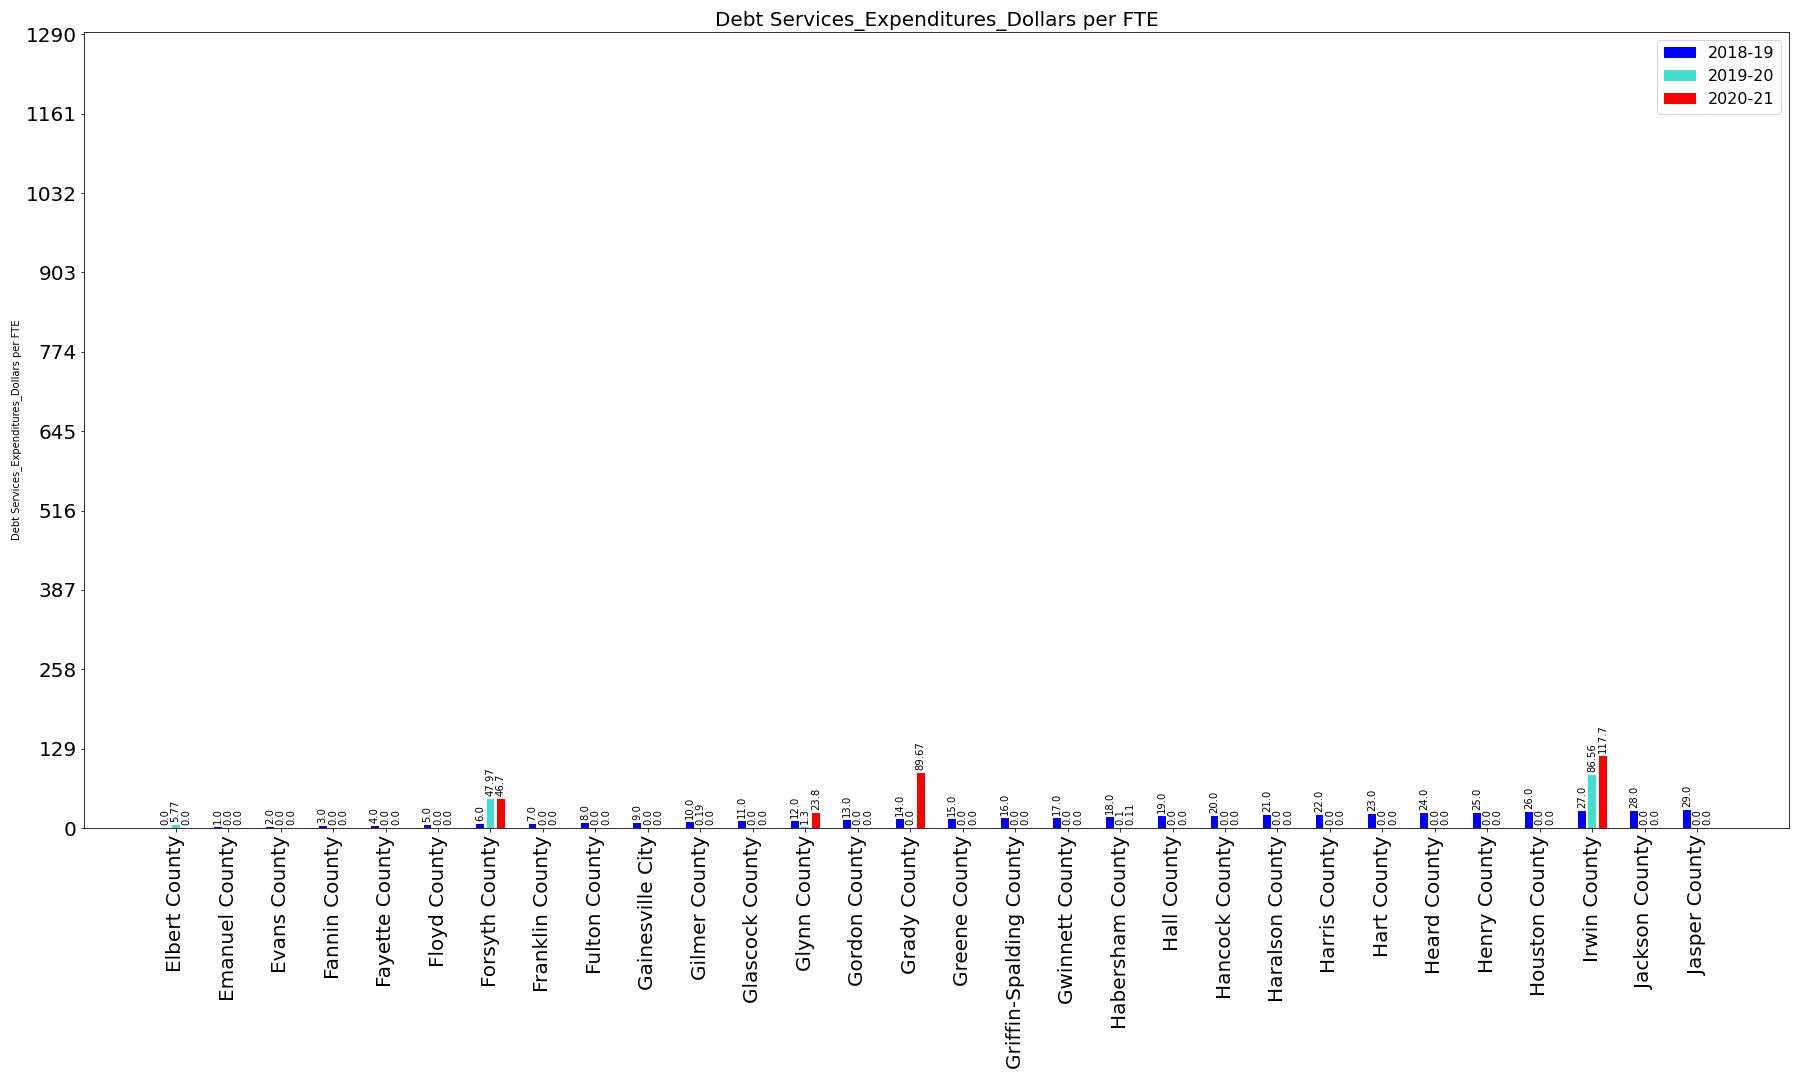 Debt Services_Expenditures_Dollars per FTE
2018-19
2019-20
2020-21
Debt Services_Expenditures_Dollars per FTE
1290
1161
1032
903
774
645
516
387
258
129
0
0.0 5.77 0.0
1.0 0.0 0.0
2.0 0.0 0.0
3.0 0.0 0.0
4.0 0.0 0.0
5.0 0.0 0.0
6.0 47.97 46.7
7.0 0.0 0.0
8.0 0.0 0.0
9.0 0.0 0.0
10.0 0.19 0.0
11.0 0.0 0.0
12.0 1.3 23.8
13.0 0.0 0.0
14.0 0.0 89.67
15.0 0.0 0.0
16.0 0.0 0.0
17.0 0.0 0.0
18.0 0.1 0.11
19.0 0.0 0.0
20.0 0.0 0.0
21.0 0.0 0.0
22.0 0.0 0.0
23.0 0.0 0.0
24.0 0.0 0.0
25.0 0.0 0.0
26.0 0.0 0.0
27.0 86.56 117.7
28.0 0.0 0.0
29.0 0.0 0.0
Elbert County
Emanuel County
Evans County
Fannin County
Fayette County
Floyd County
Forsyth County
Franklin County
Fulton County
Gainesville City
Gilmer County
Glascock County
Glynn County
Gordon County
Grady County
Greene County
Griffin-Spalding County
Gwinnett County
Habersham County
Hall County
Hancock County
Haralson County
Harris County
Hart County
Heard County
Henry County
Houston County
Irwin County
Jackson County
Jasper County